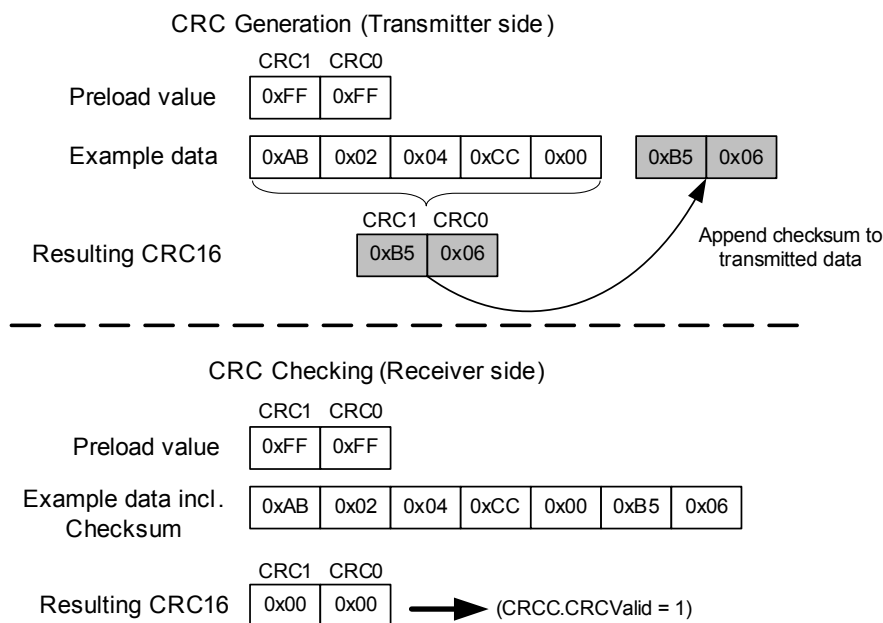 CRC Generation (Transmitter side)
CRC1 CRC0
Preload value 0xFF 0xFF
Example data 0xAB 0x02 0x04 0xCC 0x00 0xB5 0x06
CRC1 CRC0
Resulting CRC16 0xB5 0x06
Append checksum to
transmitted data
CRC Checking (Receiver side)
CRC1 CRC0
Preload value 0xFF 0xFF
Example data incl.
Checksum
0xAB 0x02 0x04 0xCC 0x00 0xB5 0x06
CRC1 CRC0
Resulting CRC16 0x00 0x00 (CRCC.CRCValid = 1)